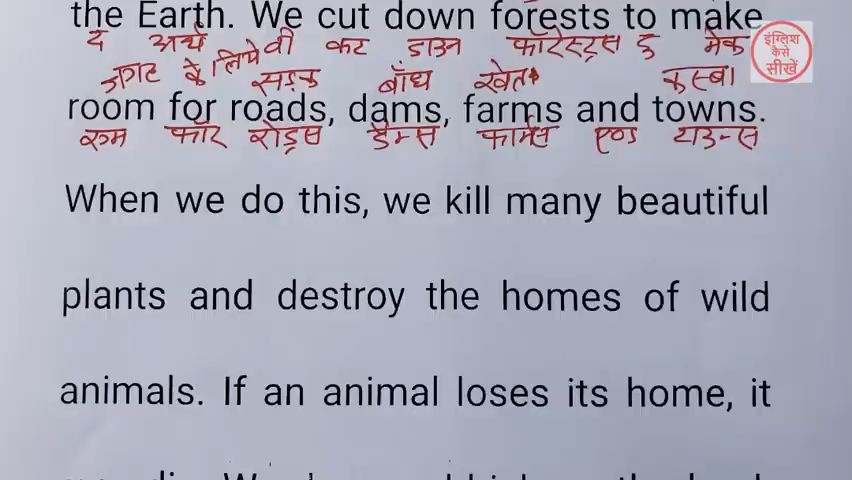 the Earth. We cut down forests to make
द अर्थ वी कट डाउन फॉरेस्ट्स टु मेक
जगह के लिये सड़क बाँध खेत कस्बा
room for roads, dams, farms and towns.
रूम फॉर रोड्स डैम्स फार्म्स एण्ड टाउन्स
When we do this, we kill many beautiful
plants and destroy the homes of wild
animals. If an animal loses its home, it
इंग्लिश
कैसे
सीखें